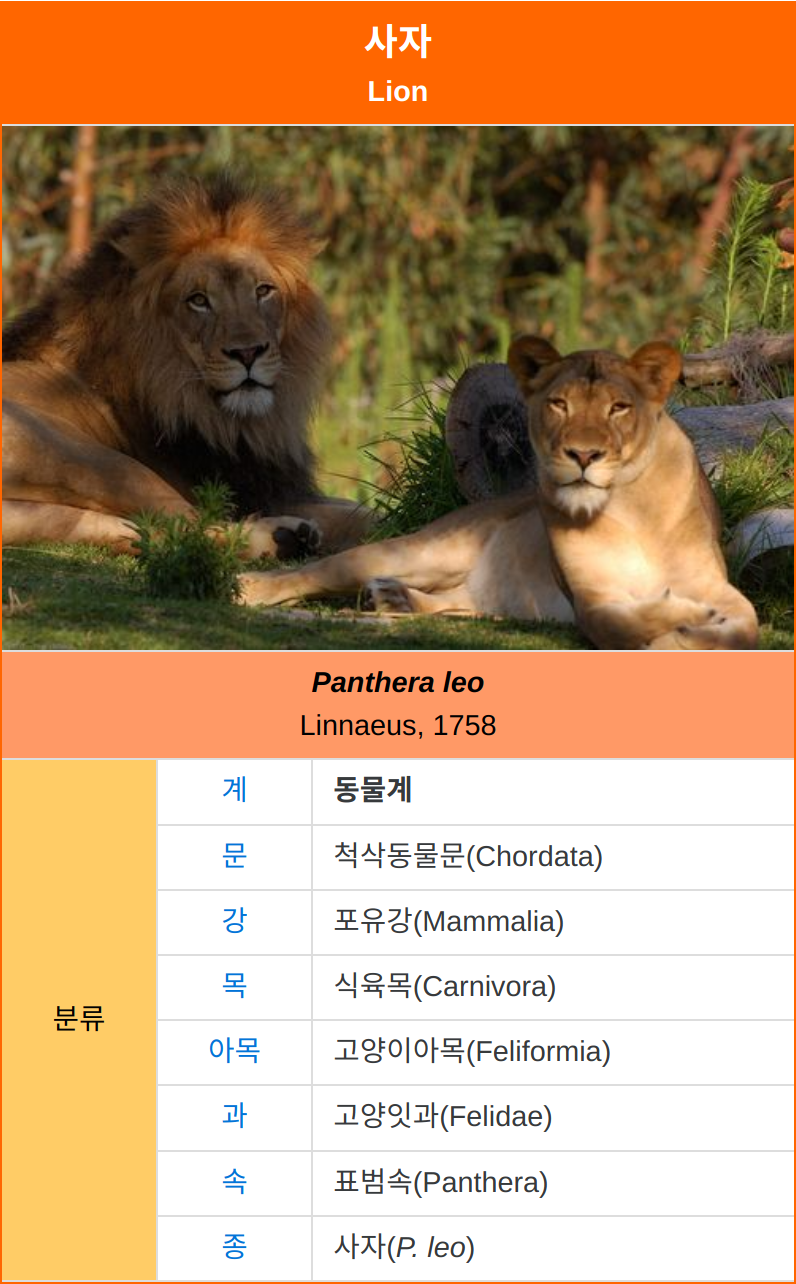 사자
Lion
Panthera leo
Linnaeus, 1758
분류
계 동물계
문 척삭동물문(Chordata)
강 포유강(Mammalia)
목 식육목(Carnivora)
아목 고양이아목(Feliformia)
과 고양잇과(Felidae)
속 표범속(Panthera)
종 사자(P. leo)